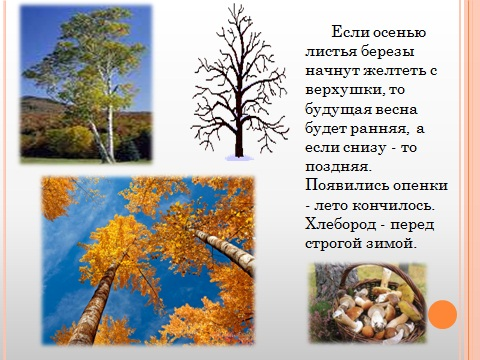 Если осенью
листья березы
начнут желтеть с
верхушки, то
будущая весна
будет ранняя, а
если снизу - то
поздняя.
Появились опенки
- лето кончилось.
Хлебород - перед
строгой зимой.